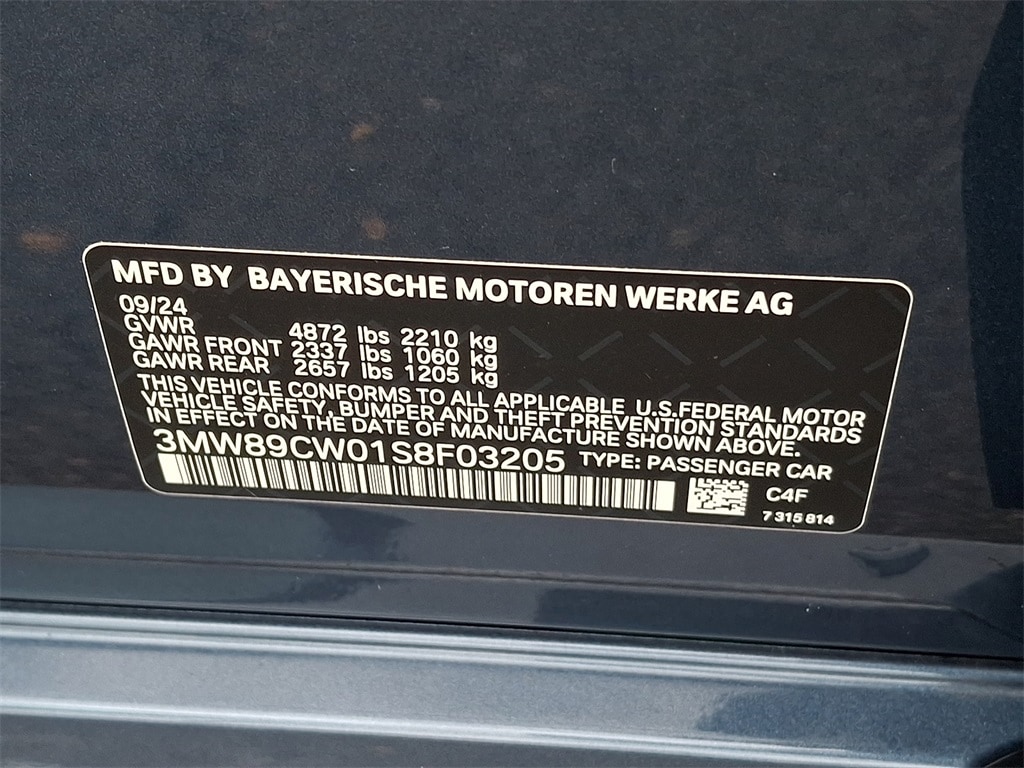 MFD BY BAYERISCHE MOTOREN WERKE AG
09/24
GVWR 4872 lbs 2210 kg
GAWR FRONT 2337 lbs 1060 kg
GAWR REAR 2657 lbs 1205 kg
THIS VEHICLE CONFORMS TO ALL APPLICABLE U.S.FEDERAL MOTOR
VEHICLE SAFETY, BUMPER AND THEFT PREVENTION STANDARDS
IN EFFECT ON THE DATE OF MANUFACTURE SHOWN ABOVE.
3MW89CW01S8F03205 TYPE: PASSENGER CAR
C4F
7 315 814